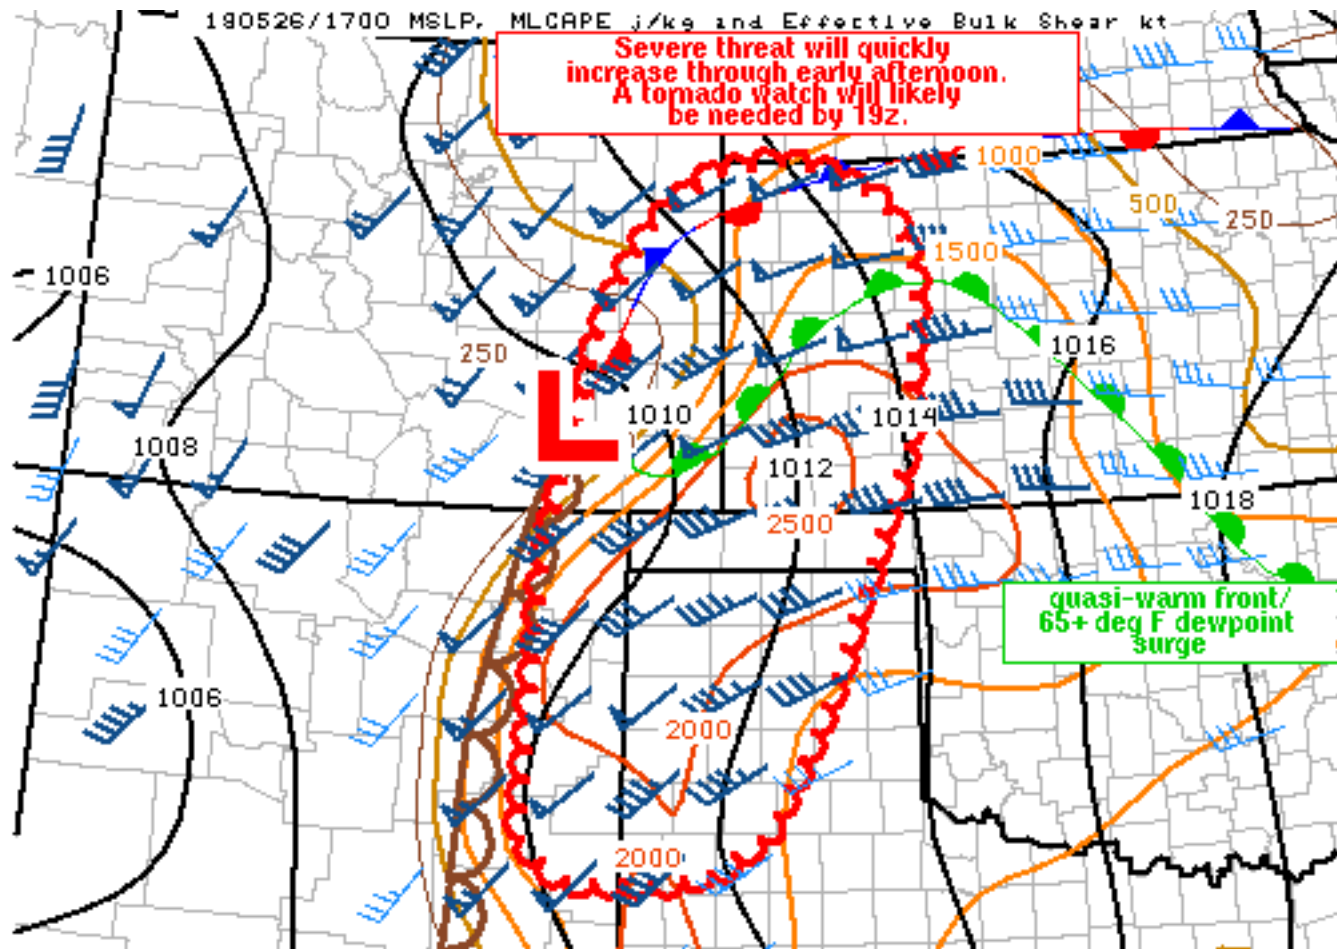 190526/1700 MSLP, MLCAPE j/kg and Effective Bulk Shear kt
Severe threat will quickly
increase through early afternoon.
A tornado watch will likely
be needed by 19z.
1000
500
250
1500
1006
250
1016
1010
1014
1008
1012
1018
2500
quasi-warm front/
65+ deg F dewpoint
surge
1006
2000
2000
L